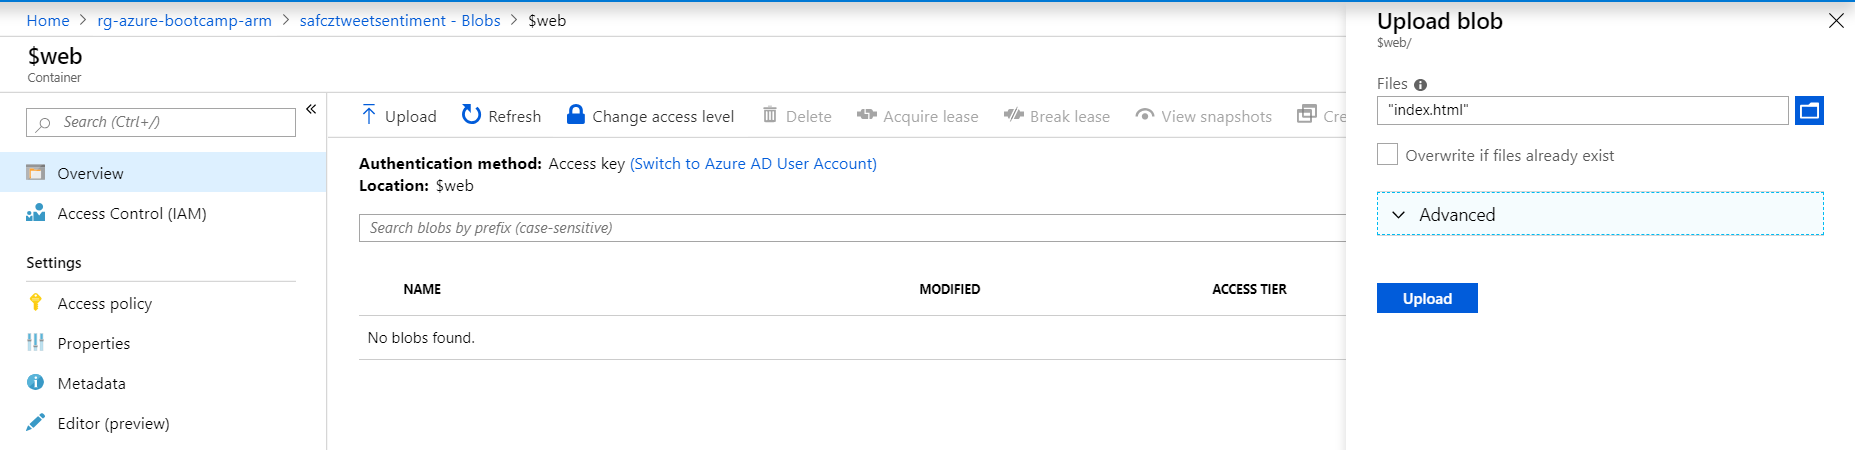 Home > rg-azure-bootcamp-arm > safcztweetsentiment - Blobs > $web
$web
Container
Search (Ctrl+/)
«
Overview
Access Control (IAM)
Settings
Access policy
Properties
Metadata
Editor (preview)
Upload Refresh Change access level Delete Acquire lease Break lease View snapshots Cre
Authentication method: Access key (Switch to Azure AD User Account)
Location: $web
Search blobs by prefix (case-sensitive)
NAME MODIFIED ACCESS TIER
No blobs found.
Upload blob
$web/
Files
"index.html"
Overwrite if files already exist
Advanced
Upload